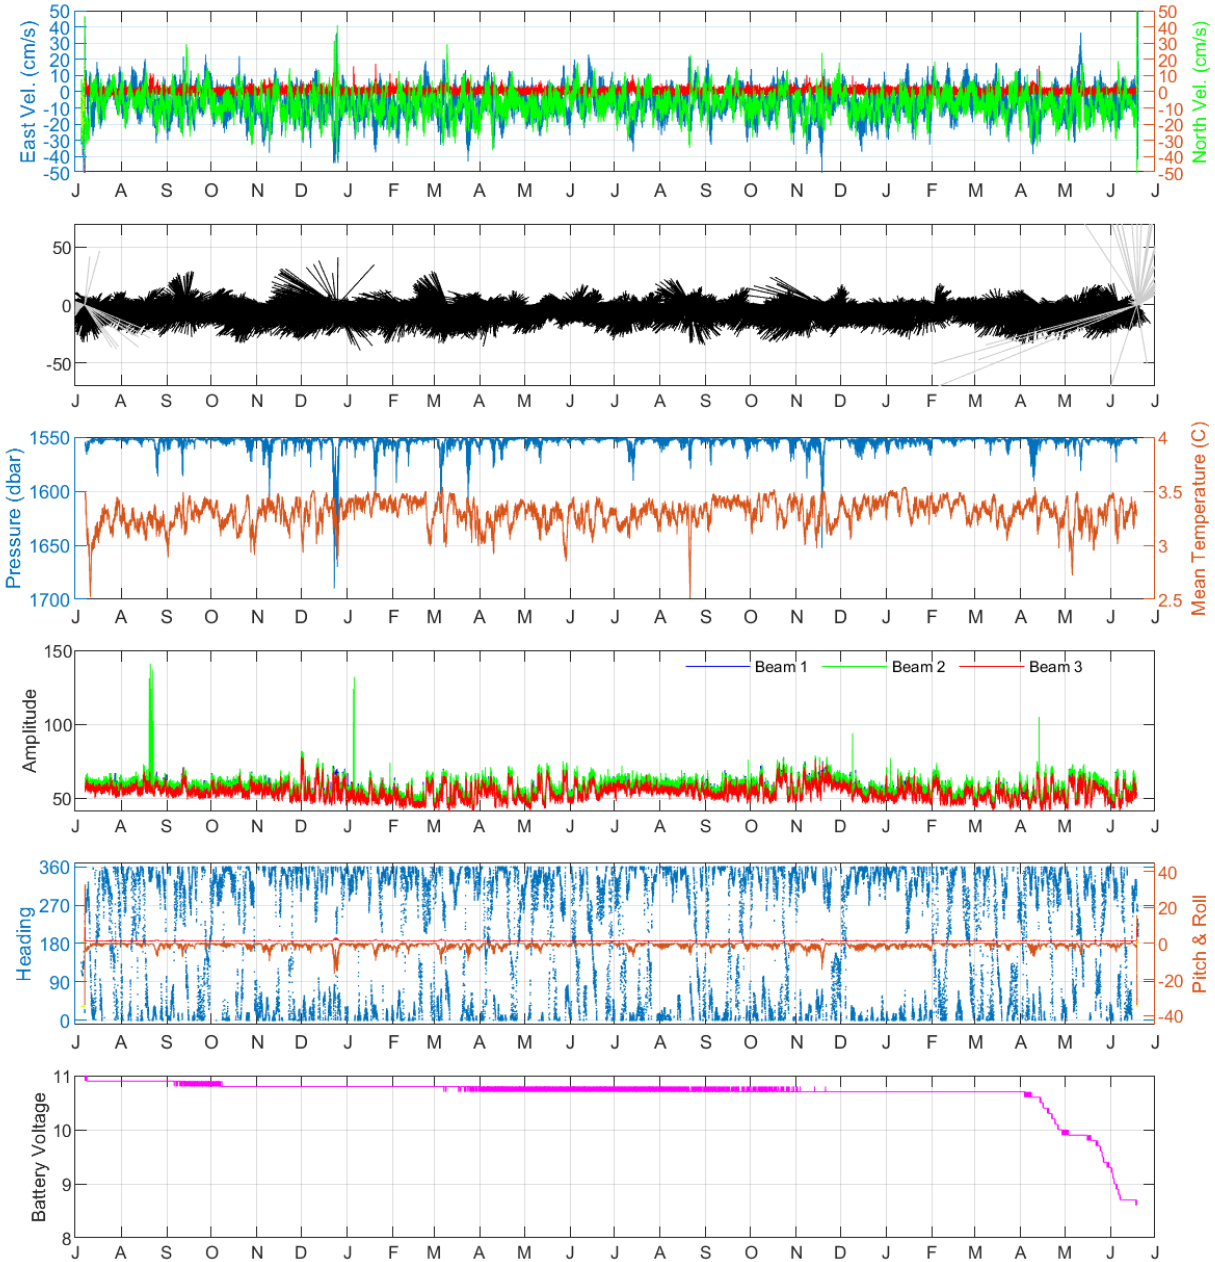 50 50
40 40
30 30
20 20
10 10
0 0
-10 -10
-20 -20
-30 -30
-40 -40
-50 -50
East Vel. (cm/s)
North Vel. (cm/s)
J A S O N D J F M A M J J A S O N D J F M A M J J
50
0
-50
J A S O N D J F M A M J J A S O N D J F M A M J J
1550 4
1600 3.5
1650 3
1700 2.5
Pressure (dbar)
Mean Temperature (C)
J A S O N D J F M A M J J A S O N D J F M A M J J
150
100
50
Amplitude
Beam 1 Beam 2 Beam 3
J A S O N D J F M A M J J A S O N D J F M A M J J
360 40
270 20
180 0
90 -20
0 -40
Heading
Pitch & Roll
J A S O N D J F M A M J J A S O N D J F M A M J J
11
10
9
8
Battery Voltage
J A S O N D J F M A M J J A S O N D J F M A M J J